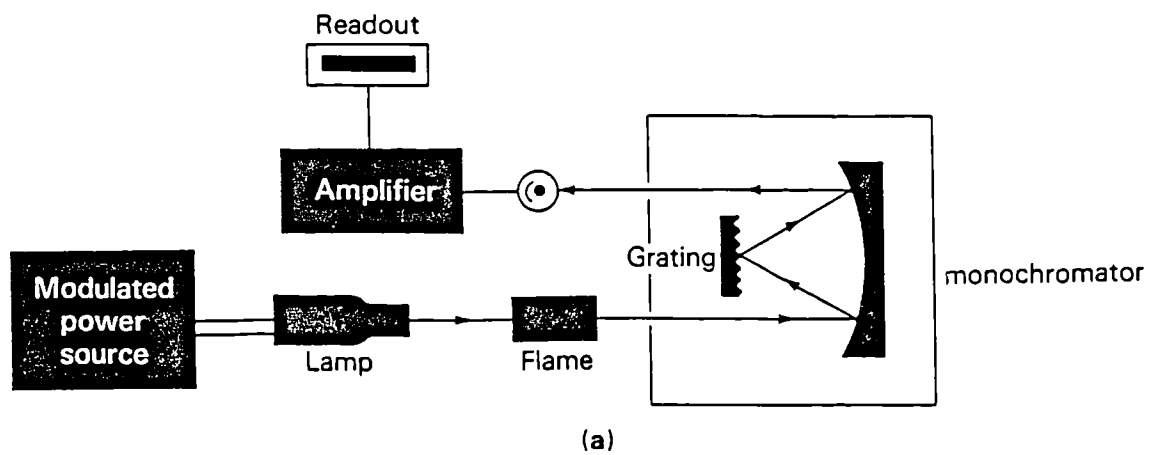 Readout
Amplifier
Grating
monochromator
Modulated
power
source
Lamp
Flame
(a)